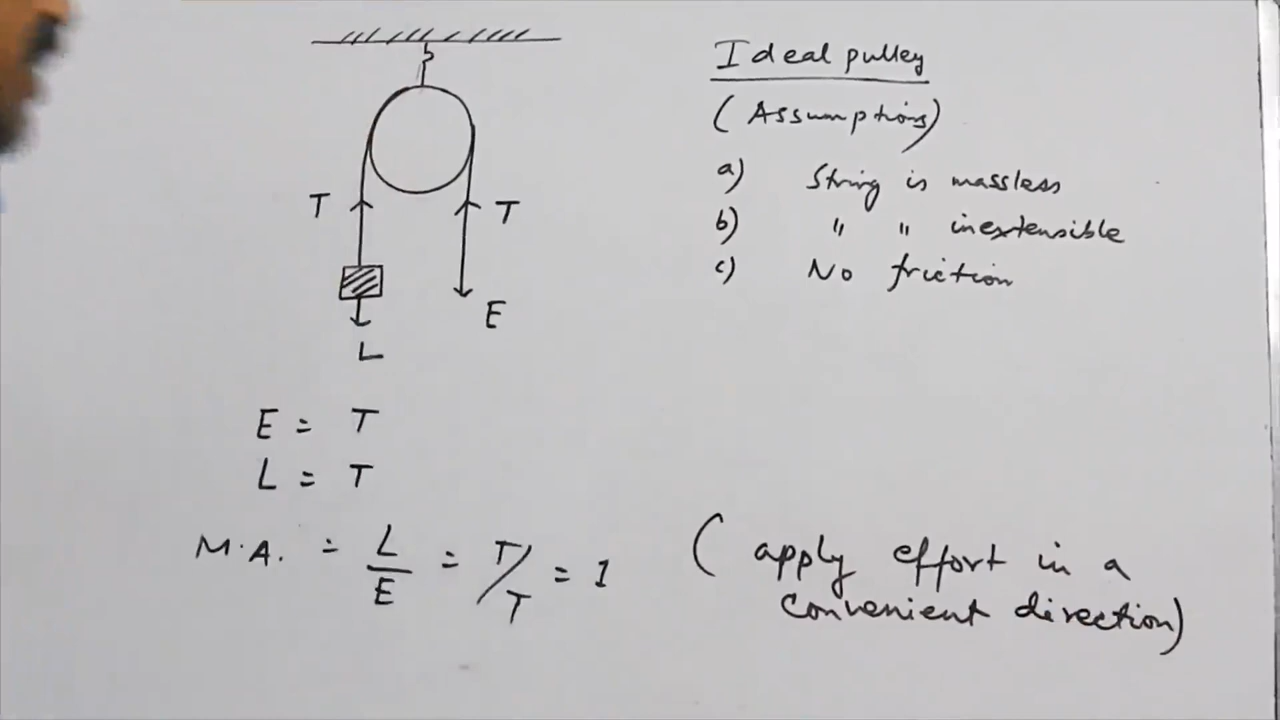 Ideal pulley
(Assumptions)
a) String is massless
b) " " inextensible
c) No friction
T T
E
L
E = T
L = T
M.A. = L/E = T/T = 1
(apply effort in a
convenient direction)